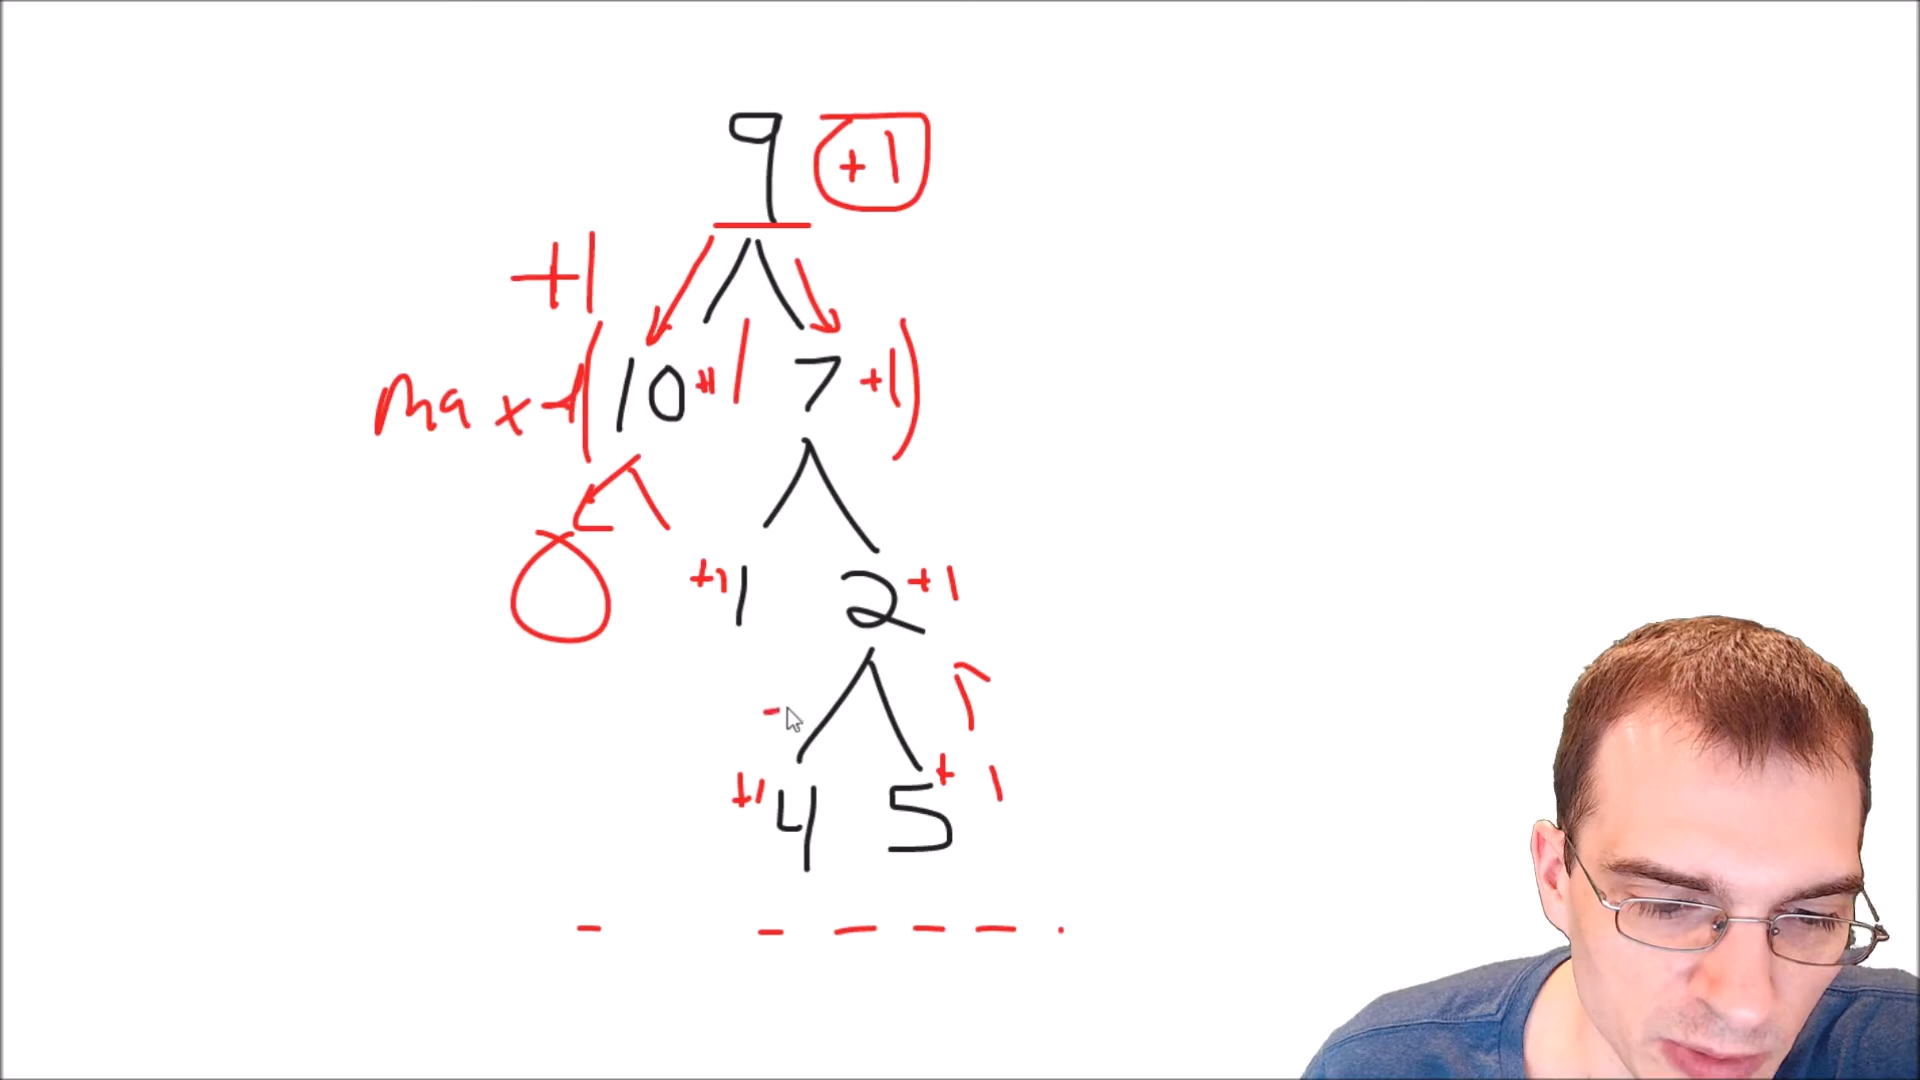 9 +1
+1
max +1 ( 10 +1 | 7 +1 )
+1 1 2 +1
+1 4 5 + 1